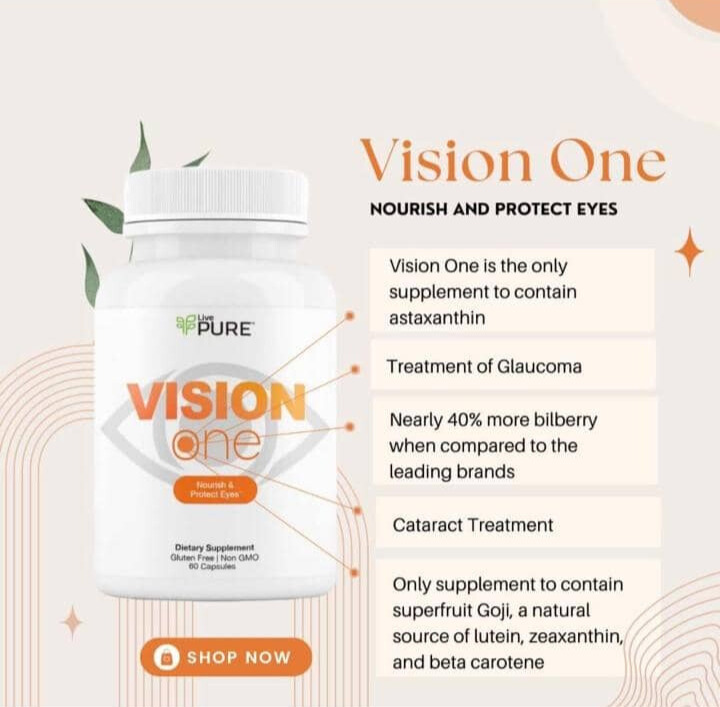 Vision One
NOURISH AND PROTECT EYES
Vision One is the only
supplement to contain
astaxanthin
Treatment of Glaucoma
Nearly 40% more bilberry
when compared to the
leading brands
Cataract Treatment
Only supplement to contain
superfruit Goji, a natural
source of lutein, zeaxanthin,
and beta carotene
Live
PURE™
VISION
one
Nourish &
Protect Eyes
Dietary Supplement
Gluten Free | Non GMO
60 Capsules
SHOP NOW